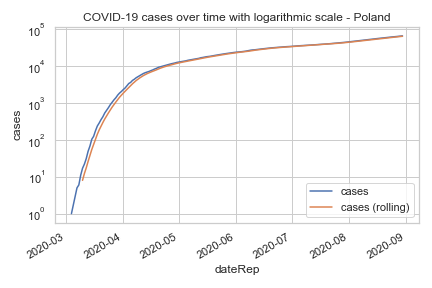 COVID-19 cases over time with logarithmic scale - Poland
10^5
10^4
10^3
10^2
10^1
10^0
cases
cases
cases (rolling)
2020-03
2020-04
2020-05
2020-06
2020-07
2020-08
2020-09
dateRep